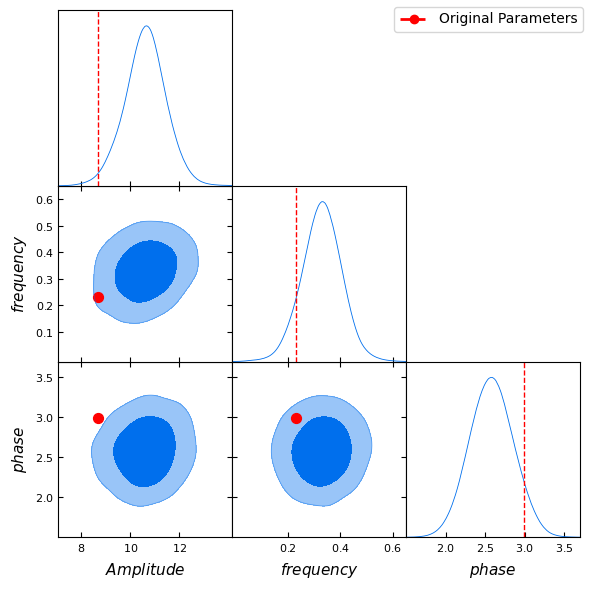 Original Parameters
0.6
0.5
0.4
0.3
0.2
0.1
frequency
3.5
3.0
2.5
2.0
phase
8 10 12
0.2 0.4 0.6
2.0 2.5 3.0 3.5
Amplitude
frequency
phase